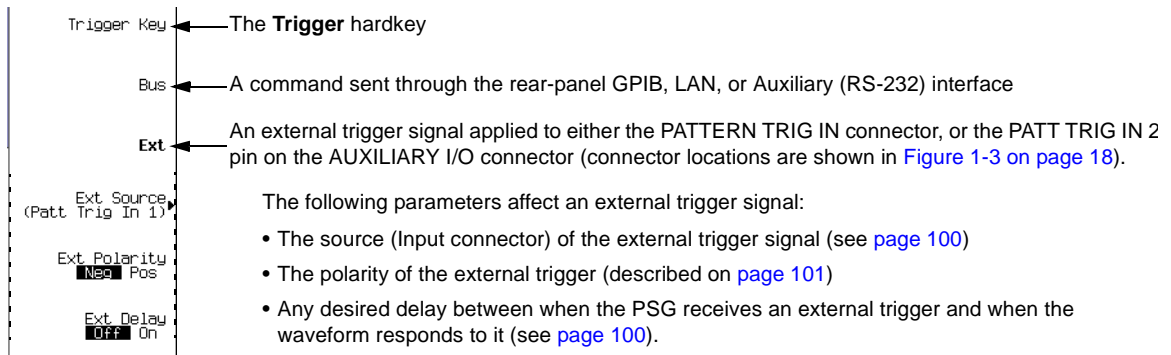 Trigger Key The Trigger hardkey
Bus A command sent through the rear-panel GPIB, LAN, or Auxiliary (RS-232) interface
An external trigger signal applied to either the PATTERN TRIG IN connector, or the PATT TRIG IN 2
Ext pin on the AUXILIARY I/O connector (connector locations are shown in Figure 1-3 on page 18).
Ext Source
(Patt Trig In 1)
The following parameters affect an external trigger signal:
• The source (Input connector) of the external trigger signal (see page 100)
Ext Polarity
Neg Pos
• The polarity of the external trigger (described on page 101)
Ext Delay
Off On
• Any desired delay between when the PSG receives an external trigger and when the
waveform responds to it (see page 100).